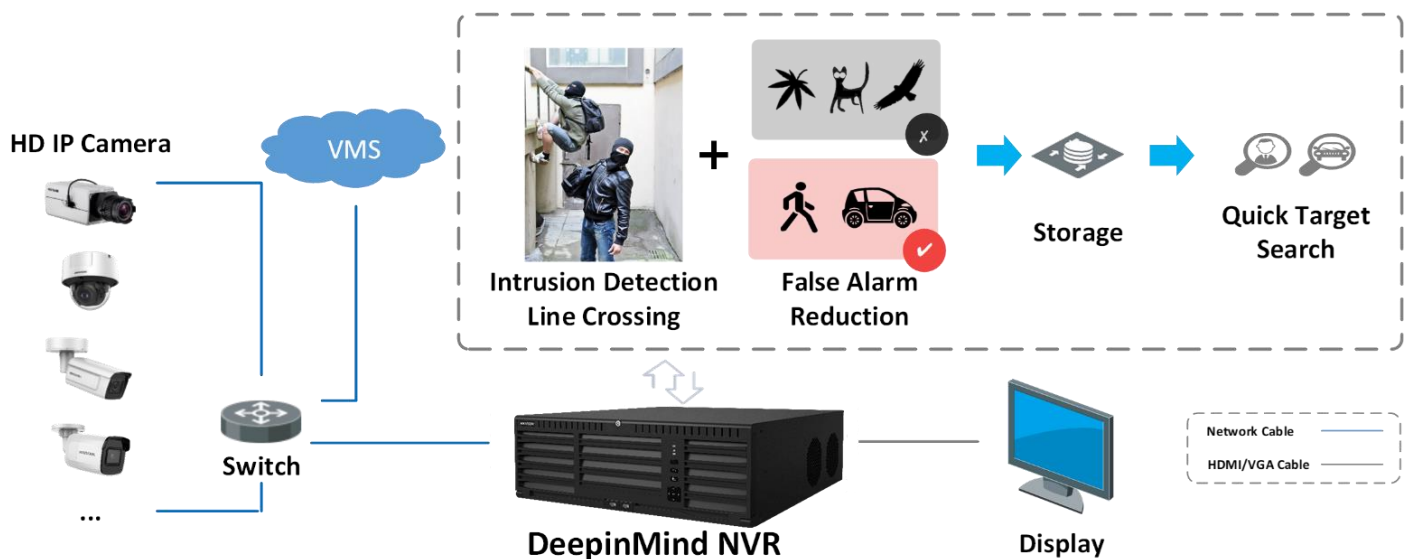 HD IP Camera
VMS
Intrusion Detection
Line Crossing
+
x
False Alarm
Reduction
Storage
Quick Target
Search
Switch
...
DeepinMind NVR
Display
Network Cable
HDMI/VGA Cable